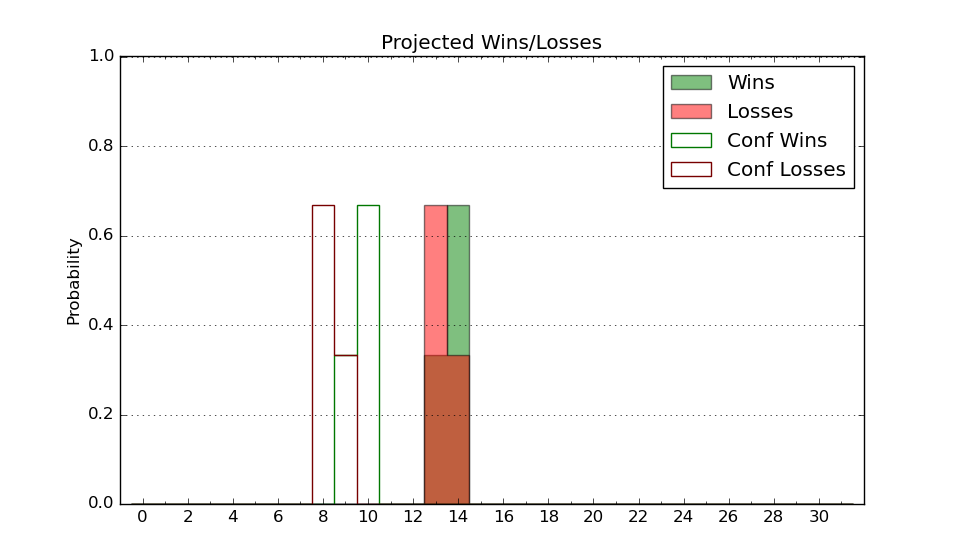 Projected Wins/Losses
1.0
0.8
0.6
0.4
0.2
0.0
Probability
Wins
Losses
Conf Wins
Conf Losses
0 2 4 6 8 10 12 14 16 18 20 22 24 26 28 30